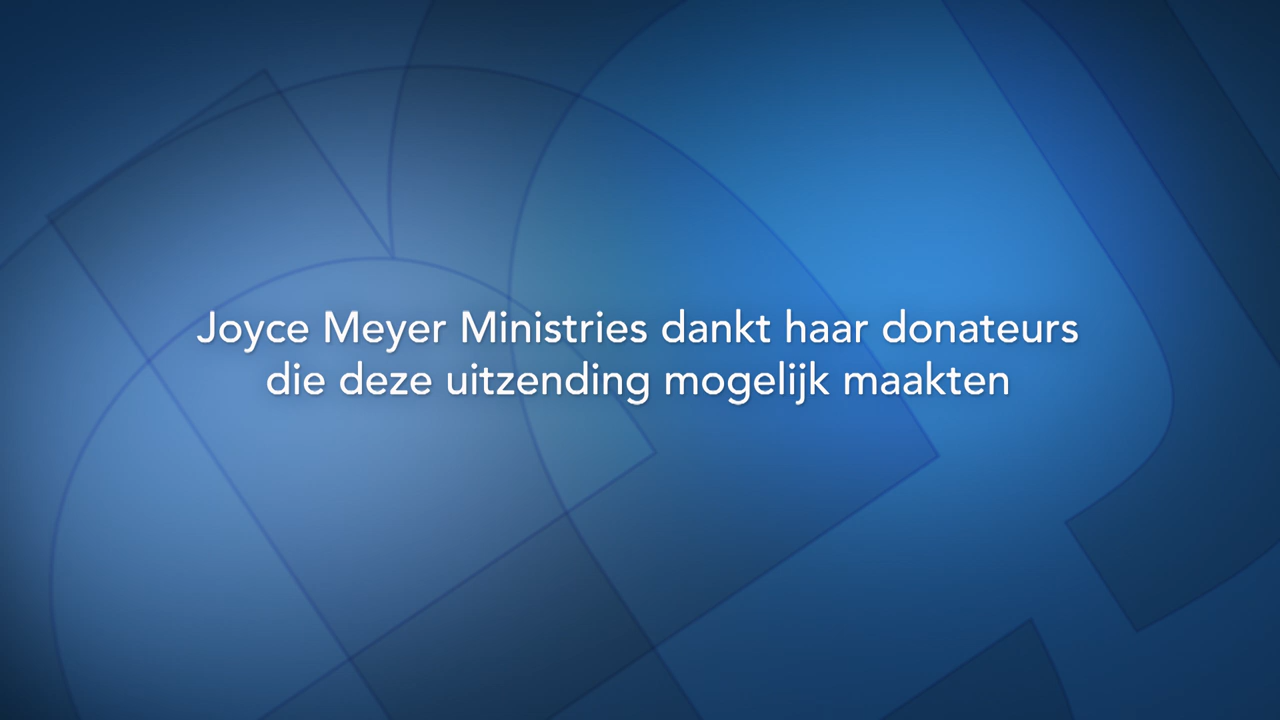 Joyce Meyer Ministries dankt haar donateurs
die deze uitzending mogelijk maakten